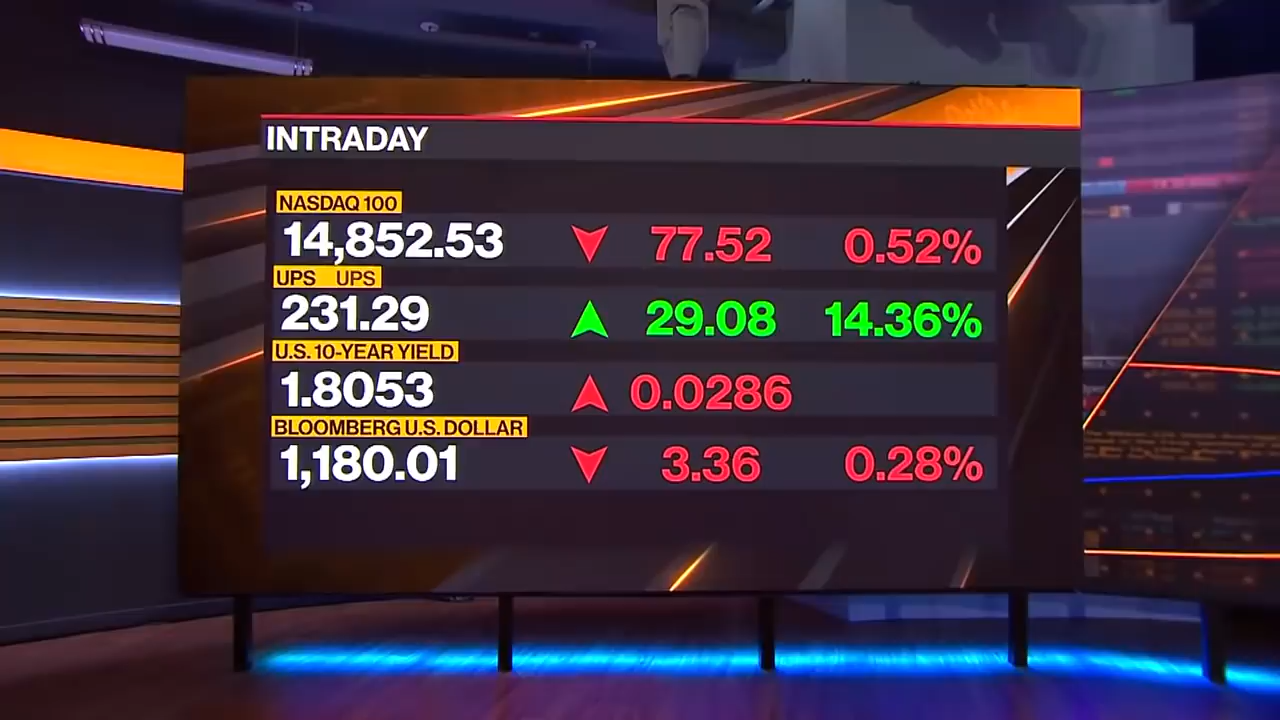 INTRADAY
NASDAQ 100
14,852.53 77.52 0.52%
UPS UPS
231.29 29.08 14.36%
U.S. 10-YEAR YIELD
1.8053 0.0286
BLOOMBERG U.S. DOLLAR
1,180.01 3.36 0.28%